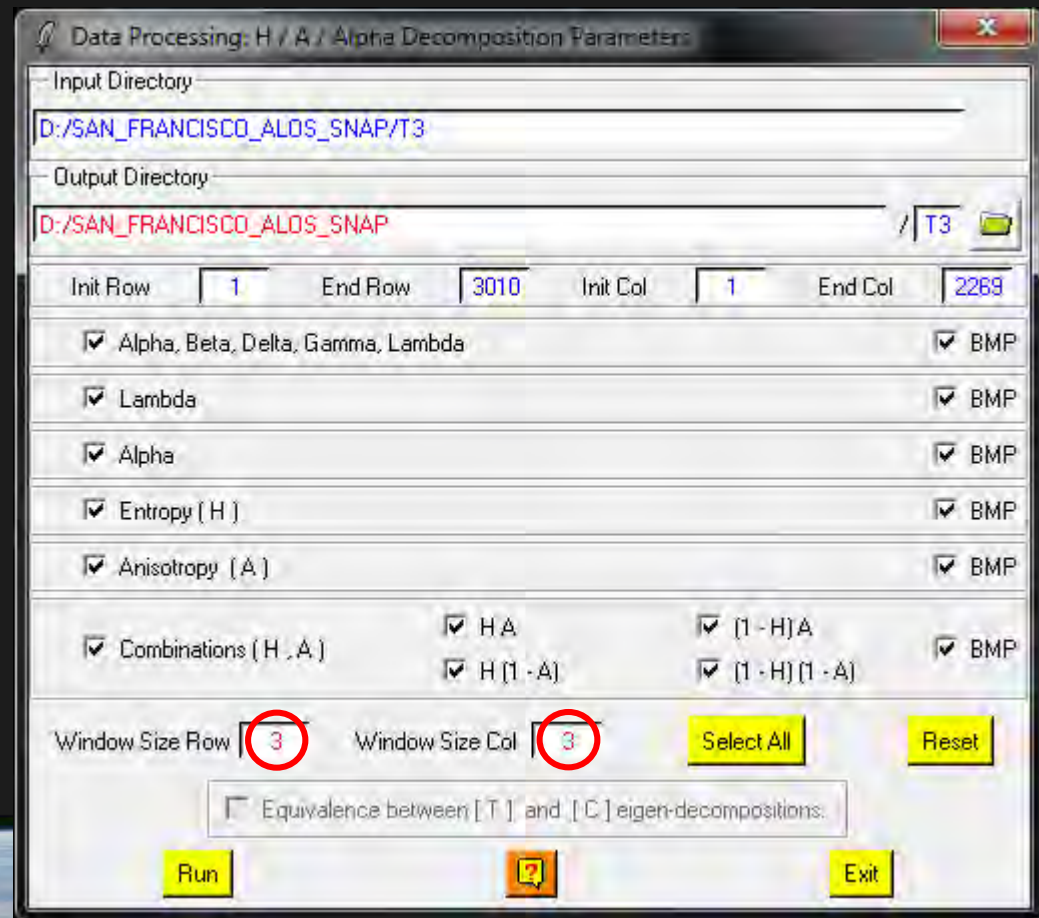 Data Processing: H / A / Alpha Decomposition Parameters
Input Directory
D:/SAN_FRANCISCO_ALOS_SNAP/T3
Output Directory
D:/SAN_FRANCISCO_ALOS_SNAP / T3
Init Row 1 End Row 3010 Init Col 1 End Col 2269
Alpha, Beta, Delta, Gamma, Lambda BMP
Lambda BMP
Alpha BMP
Entropy ( H ) BMP
Anisotropy ( A ) BMP
H A (1 - H) A
Combinations ( H , A ) BMP
H (1 - A) (1 - H) (1 - A)
Window Size Row 3 Window Size Col 3 Select All Reset
Equivalence between [ T ] and [ C ] eigen-decompositions.
Run ? Exit